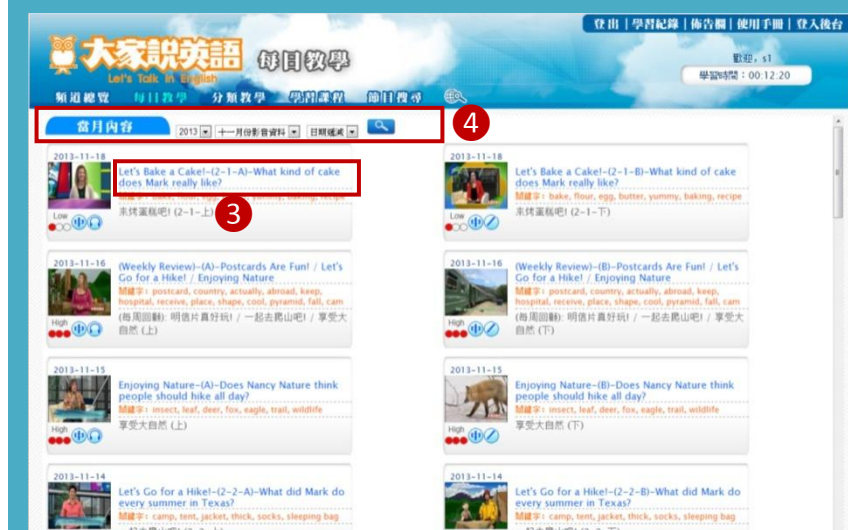 登出 | 學習紀錄 | 佈告欄 | 使用手冊 | 登入後台
大家說英語 每日教學
Let's Talk in English
歡迎, s1
學習時間：00:12:20
頻道總覽 每日教學 分類教學 學習課程 節目搜尋
當月內容 2013 十一月份影音資料 日期遞減
4
2013-11-18
Let's Bake a Cake!-(2-1-A)-What kind of cake
does Mark really like?
關鍵字: bake, flour, egg, butter, yummy, baking, recipe
來烤蛋糕吧! (2-1-上)
Low
3
2013-11-18
Let's Bake a Cake!-(2-1-B)-What kind of cake
does Mark really like?
關鍵字: bake, flour, egg, butter, yummy, baking, recipe
來烤蛋糕吧! (2-1-下)
Low
2013-11-16
(Weekly Review)-(A)-Postcards Are Fun! / Let's
Go for a Hike! / Enjoying Nature
關鍵字: postcard, country, actually, abroad, keep,
hospital, receive, place, shape, cool, pyramid, fall, cam
(每周回顧): 明信片真好玩! / 一起去爬山吧! / 享受大
自然 (上)
High
2013-11-16
(Weekly Review)-(B)-Postcards Are Fun! / Let's
Go for a Hike! / Enjoying Nature
關鍵字: postcard, country, actually, abroad, keep,
hospital, receive, place, shape, cool, pyramid, fall, cam
(每周回顧): 明信片真好玩! / 一起去爬山吧! / 享受大
自然 (下)
High
2013-11-15
Enjoying Nature-(A)-Does Nancy Nature think
people should hike all day?
關鍵字: insect, leaf, deer, fox, eagle, trail, wildlife
享受大自然 (上)
High
2013-11-15
Enjoying Nature-(B)-Does Nancy Nature think
people should hike all day?
關鍵字: insect, leaf, deer, fox, eagle, trail, wildlife
享受大自然 (下)
High
2013-11-14
Let's Go for a Hike!-(2-2-A)-What did Mark do
every summer in Texas?
關鍵字: camp, tent, jacket, thick, socks, sleeping bag
2013-11-14
Let's Go for a Hike!-(2-2-B)-What did Mark do
every summer in Texas?
關鍵字: camp, tent, jacket, thick, socks, sleeping bag